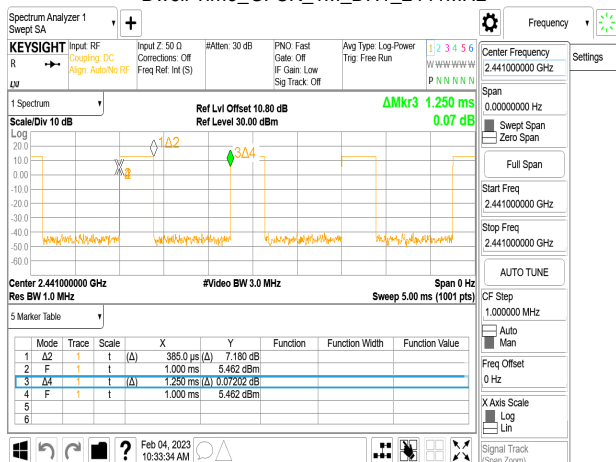 Spectrum Analyzer 1
Swept SA
+
Frequency
KEYSIGHT
Input: RF
Coupling: DC
Align: Auto/No RF
Input Z: 50 Ω
Corrections: Off
Freq Ref: Int (S)
#Atten: 30 dB
PNO: Fast
Gate: Off
IF Gain: Low
Sig Track: Off
Avg Type: Log-Power
Trig: Free Run
1 2 3 4 5 6
W W W W W W
P N N N N N
R
LXI
Center Frequency
2.441000000 GHz
Settings
Span
0.00000000 Hz
Swept Span
Zero Span
Full Span
Start Freq
2.441000000 GHz
Stop Freq
2.441000000 GHz
AUTO TUNE
CF Step
1.000000 MHz
Auto
Man
Freq Offset
0 Hz
X Axis Scale
Log
Lin
Signal Track
(Span Zoom)
1 Spectrum
Scale/Div 10 dB
Ref Lvl Offset 10.80 dB
Ref Level 30.00 dBm
ΔMkr3 1.250 ms
0.07 dB
Log
20.0
10.0
0.00
-10.0
-20.0
-30.0
-40.0
-50.0
-60.0
1Δ2
3Δ4
Center 2.441000000 GHz
#Video BW 3.0 MHz
Span 0 Hz
Res BW 1.0 MHz
Sweep 5.00 ms (1001 pts)
5 Marker Table
Mode Trace Scale X Y Function Function Width Function Value
1 Δ2 1 t (Δ) 385.0 µs (Δ) 7.180 dB
2 F 1 t 1.000 ms 5.462 dBm
3 Δ4 1 t (Δ) 1.250 ms (Δ) 0.07202 dB
4 F 1 t 1.000 ms 5.462 dBm
5
6
?
Feb 04, 2023
10:33:34 AM